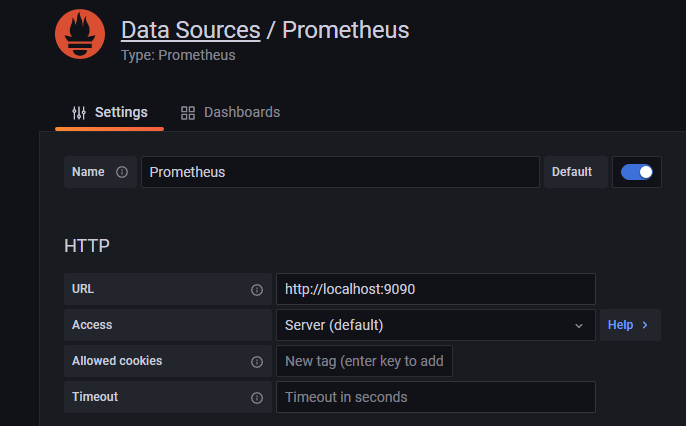 Data Sources / Prometheus
Type: Prometheus
Settings Dashboards
Name Prometheus Default
HTTP
URL http://localhost:9090
Access Server (default) Help
Allowed cookies New tag (enter key to add
Timeout Timeout in seconds